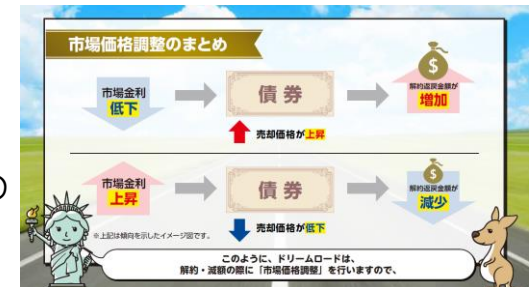 市場価格調整のまとめ
市場金利
低下
債券
売却価格が上昇
$
解約返戻金額が
増加
市場金利
上昇
債券
売却価格が低下
$
解約返戻金額が
減少
※上記は傾向を示したイメージ図です。
このように、ドリームロードは、
解約・減額の際に「市場価格調整」を行いますので、